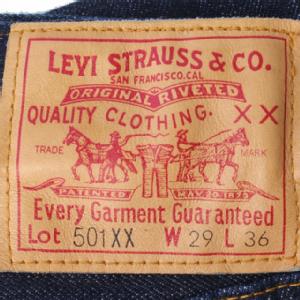 LEVI STRAUSS & CO.
SAN FRANCISCO.CAL
ORIGINAL RIVETED
QUALITY CLOTHING. XX
TRADE MARK
PATENTED MAY 20 1873
Every Garment Guaranteed
Lot 501XX W 29 L 36